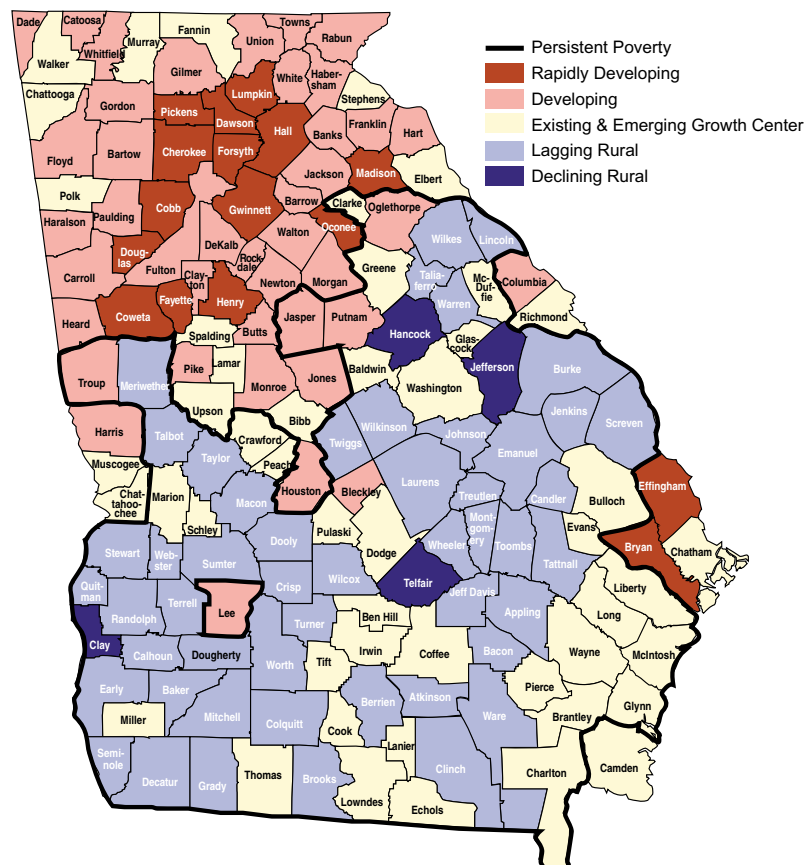 Dade
Catoosa
Whitfield
Murray
Fannin
Union
Towns
Rabun
Walker
Gilmer
Lumpkin
White
Haber-
sham
Stephens
Chattooga
Gordon
Pickens
Dawson
Hall
Banks
Franklin
Hart
Floyd
Bartow
Cherokee
Forsyth
Jackson
Madison
Elbert
Polk
Paulding
Cobb
Gwinnett
Barrow
Clarke
Oglethorpe
Oconee
Haralson
Doug-
las
DeKalb
Walton
Wilkes
Lincoln
Carroll
Fulton
Clay-
ton
Rock-
dale
Newton
Morgan
Greene
Talia-
ferro
Mc-
Duf-
fie
Columbia
Heard
Coweta
Fayette
Henry
Butts
Jasper
Putnam
Hancock
Warren
Richmond
Spalding
Glas-
cock
Jefferson
Burke
Troup
Meriwether
Pike
Lamar
Monroe
Jones
Baldwin
Washington
Upson
Bibb
Wilkinson
Jenkins
Screven
Harris
Talbot
Crawford
Twiggs
Johnson
Emanuel
Muscogee
Taylor
Peach
Chat-
tahoo-
chee
Marion
Macon
Houston
Bleckley
Laurens
Treutlen
Candler
Bulloch
Effingham
Schley
Pulaski
Dodge
Wheeler
Mont-
gom-
ery
Toombs
Evans
Tattnall
Bryan
Chatham
Stewart
Web-
ster
Sumter
Dooly
Wilcox
Telfair
Jeff Davis
Appling
Liberty
Long
Quit-
man
Randolph
Terrell
Lee
Crisp
Turner
Ben Hill
Irwin
Coffee
Bacon
Wayne
McIntosh
Clay
Calhoun
Dougherty
Worth
Tift
Pierce
Early
Baker
Mitchell
Colquitt
Berrien
Atkinson
Ware
Brantley
Glynn
Miller
Cook
Lanier
Clinch
Charlton
Camden
Semi-
nole
Decatur
Grady
Thomas
Brooks
Lowndes
Echols
Persistent Poverty
Rapidly Developing
Developing
Existing & Emerging Growth Center
Lagging Rural
Declining Rural